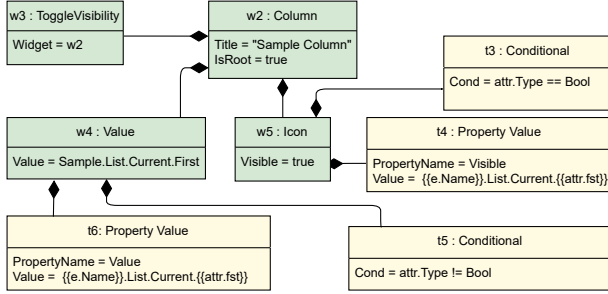 w3 : ToggleVisibility
Widget = w2
w2 : Column
Title = "Sample Column"
IsRoot = true
t3 : Conditional
Cond = attr.Type == Bool
w4 : Value
Value = Sample.List.Current.First
w5 : Icon
Visible = true
t4 : Property Value
PropertyName = Visible
Value = {{e.Name}}.List.Current.{{attr.fst}}
t6: Property Value
PropertyName = Value
Value = {{e.Name}}.List.Current.{{attr.fst}}
t5 : Conditional
Cond = attr.Type != Bool